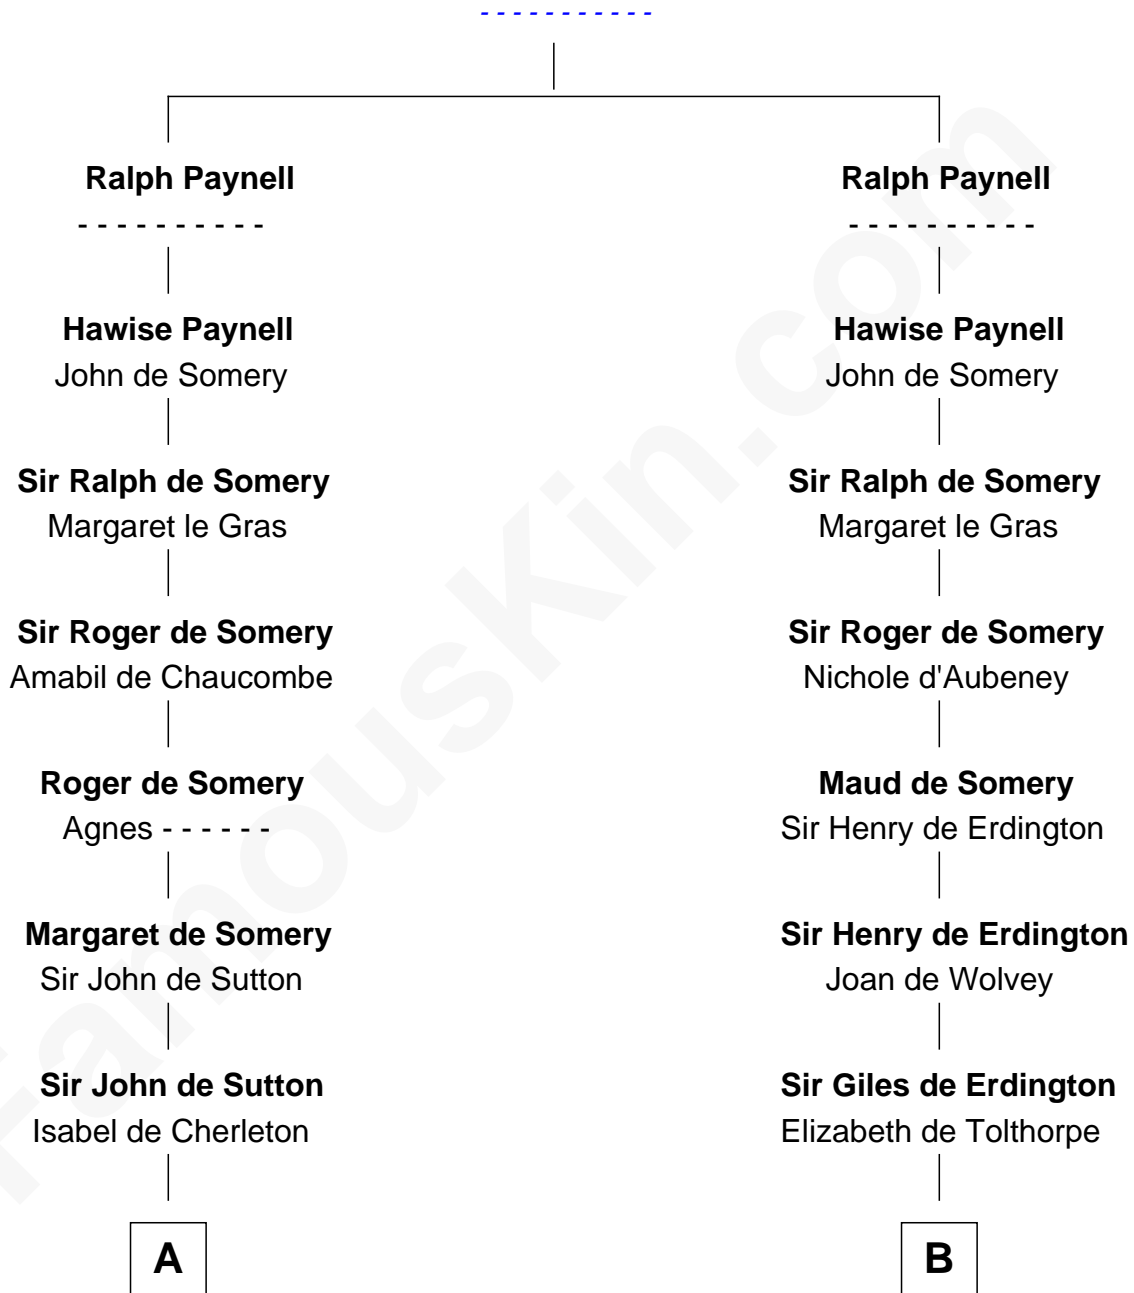 - - - - - - - - - - -
Ralph Paynell
- - - - - - - - - -
Hawise Paynell
John de Somery
Sir Ralph de Somery
Margaret le Gras
Sir Roger de Somery
Amabil de Chaucombe
Roger de Somery
Agnes - - - - - -
Margaret de Somery
Sir John de Sutton
Sir John de Sutton
Isabel de Cherleton
A
Ralph Paynell
- - - - - - - - - -
Hawise Paynell
John de Somery
Sir Ralph de Somery
Margaret le Gras
Sir Roger de Somery
Nichole d'Aubeney
Maud de Somery
Sir Henry de Erdington
Sir Henry de Erdington
Joan de Wolvey
Sir Giles de Erdington
Elizabeth de Tolthorpe
B
FamousKin.com